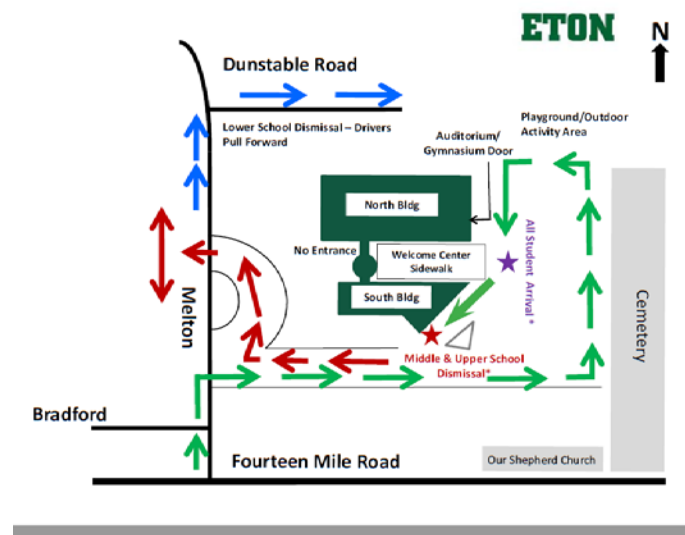 ETON
N
Dunstable Road
Playground/Outdoor
Activity Area
Lower School Dismissal – Drivers
Pull Forward
Auditorium/
Gymnasium Door
North Bldg
All Student Arrival*
No Entrance
Welcome Center
Sidewalk
South Bldg
Melton
Cemetery
Middle & Upper School
Dismissal*
Bradford
Fourteen Mile Road
Our Shepherd Church